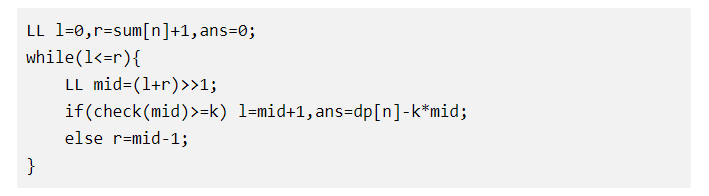 LL l=0,r=sum[n]+1,ans=0;
while(l<=r){
    LL mid=(l+r)>>1;
    if(check(mid)>=k) l=mid+1,ans=dp[n]-k*mid;
    else r=mid-1;
}